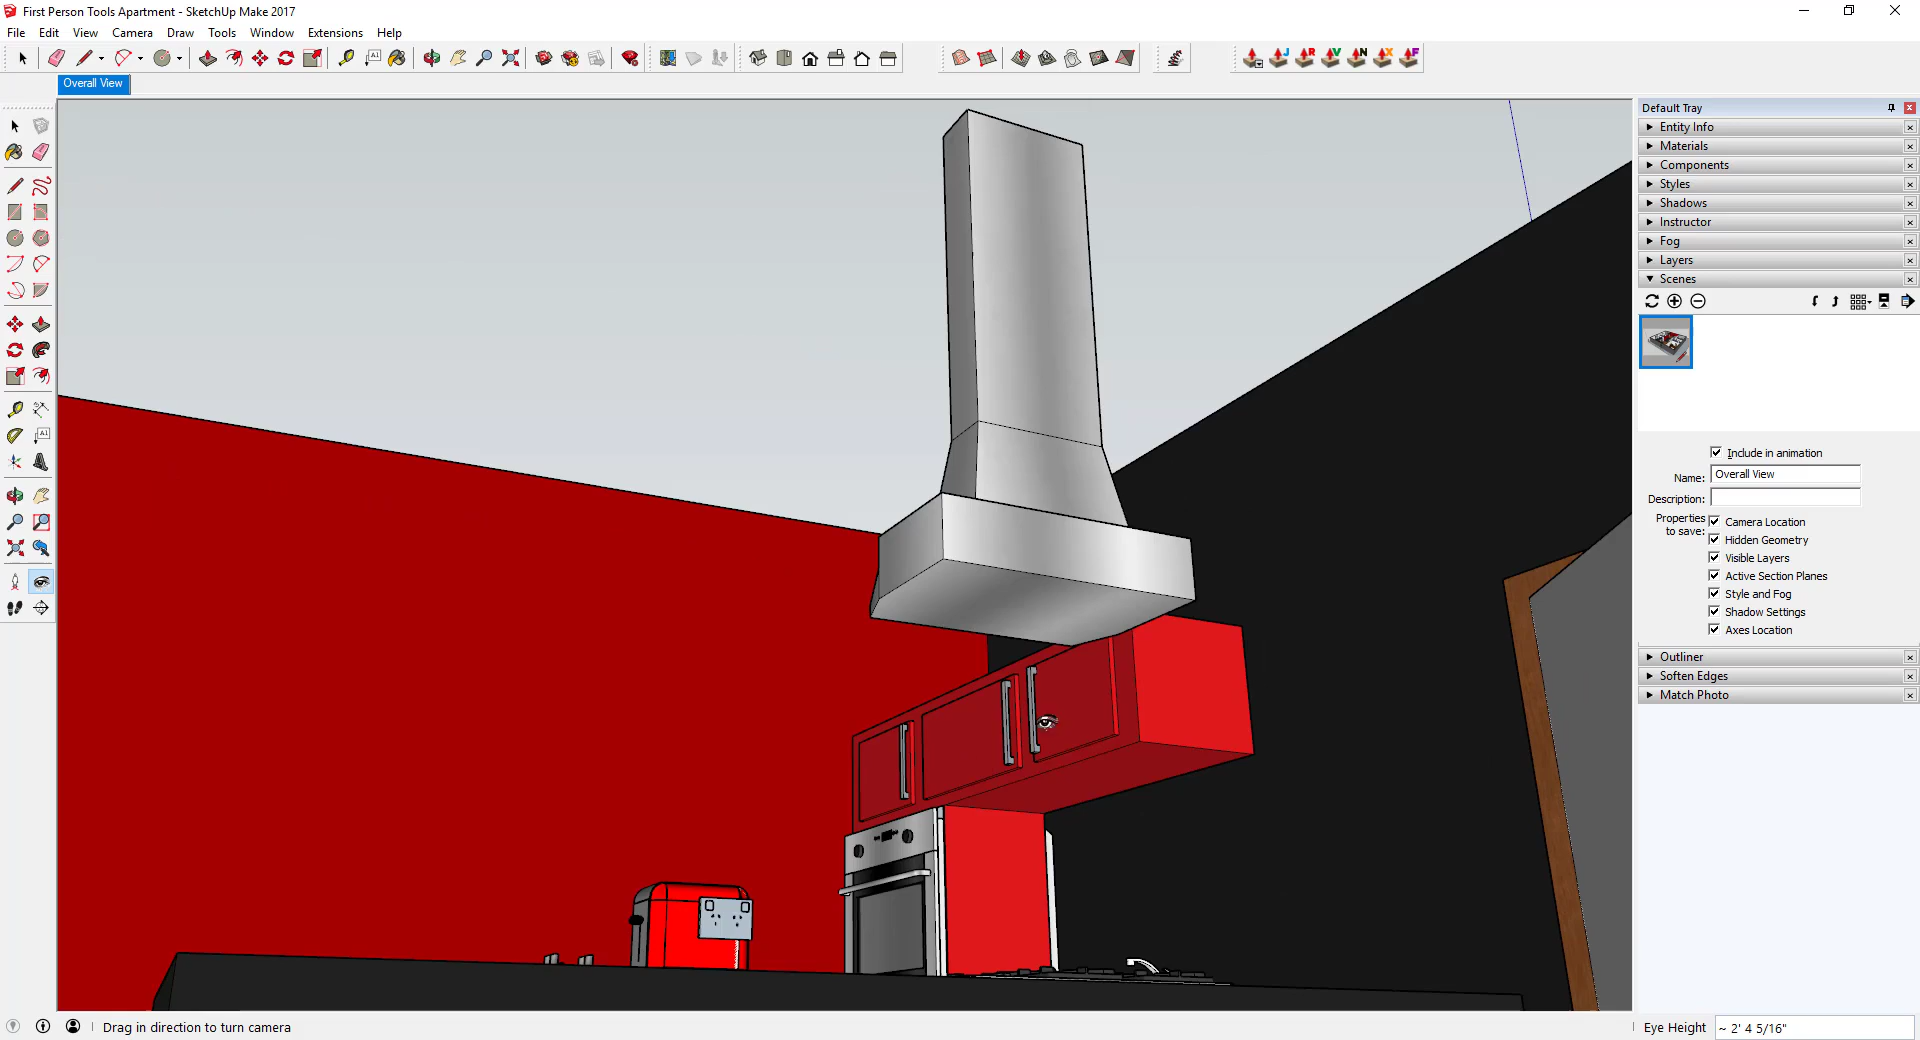 First Person Tools Apartment - SketchUp Make 2017
File Edit View Camera Draw Tools Window Extensions Help
Overall View
Default Tray
Entity Info
Materials
Components
Styles
Shadows
Instructor
Fog
Layers
Scenes
Include in animation
Name: Overall View
Description:
Properties to save:
Camera Location
Hidden Geometry
Visible Layers
Active Section Planes
Style and Fog
Shadow Settings
Axes Location
Outliner
Soften Edges
Match Photo
Drag in direction to turn camera
Eye Height ~ 2' 4 5/16"